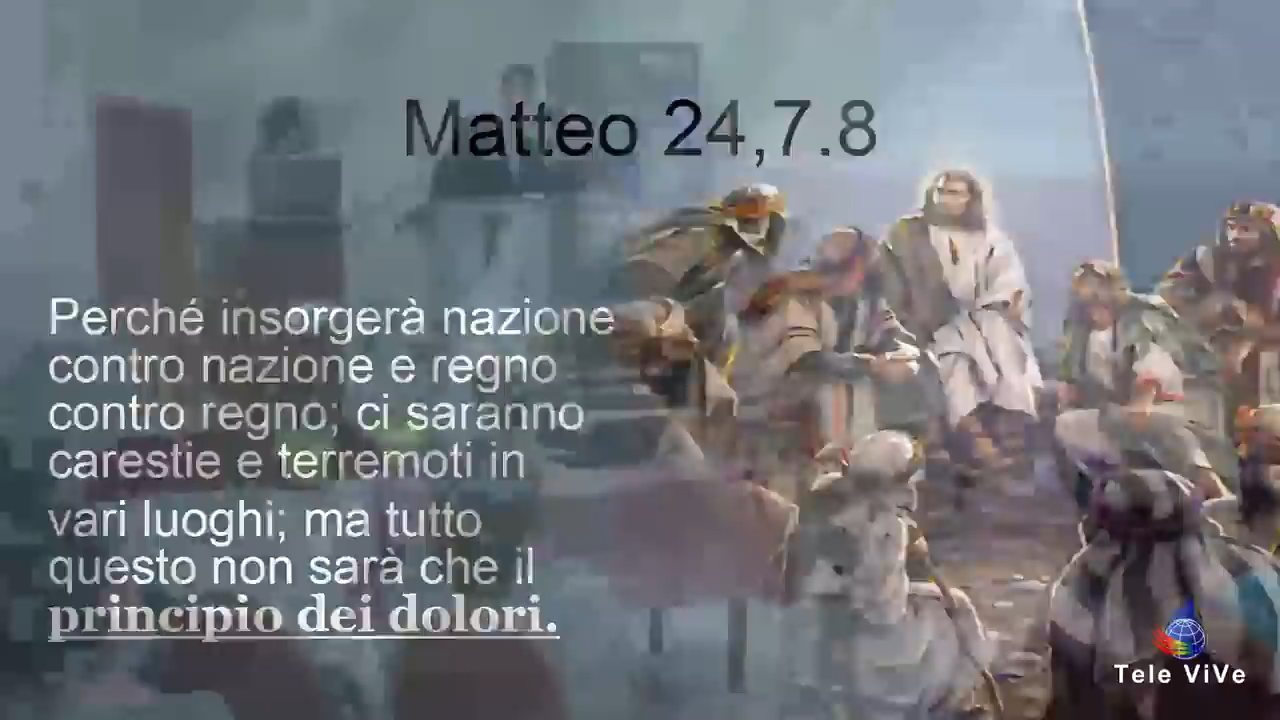 Matteo 24,7.8
Perché insorgerà nazione
contro nazione e regno
contro regno; ci saranno
carestie e terremoti in
vari luoghi; ma tutto
questo non sarà che il
principio dei dolori.
Tele ViVe